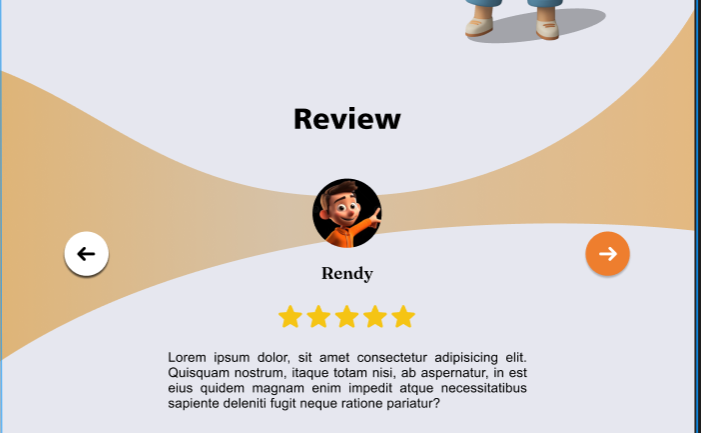 Review
Rendy
Lorem ipsum dolor, sit amet consectetur adipisicing elit.
Quisquam nostrum, itaque totam nisi, ab aspernatur, in est
eius quidem magnam enim impedit atque necessitatibus
sapiente deleniti fugit neque ratione pariatur?